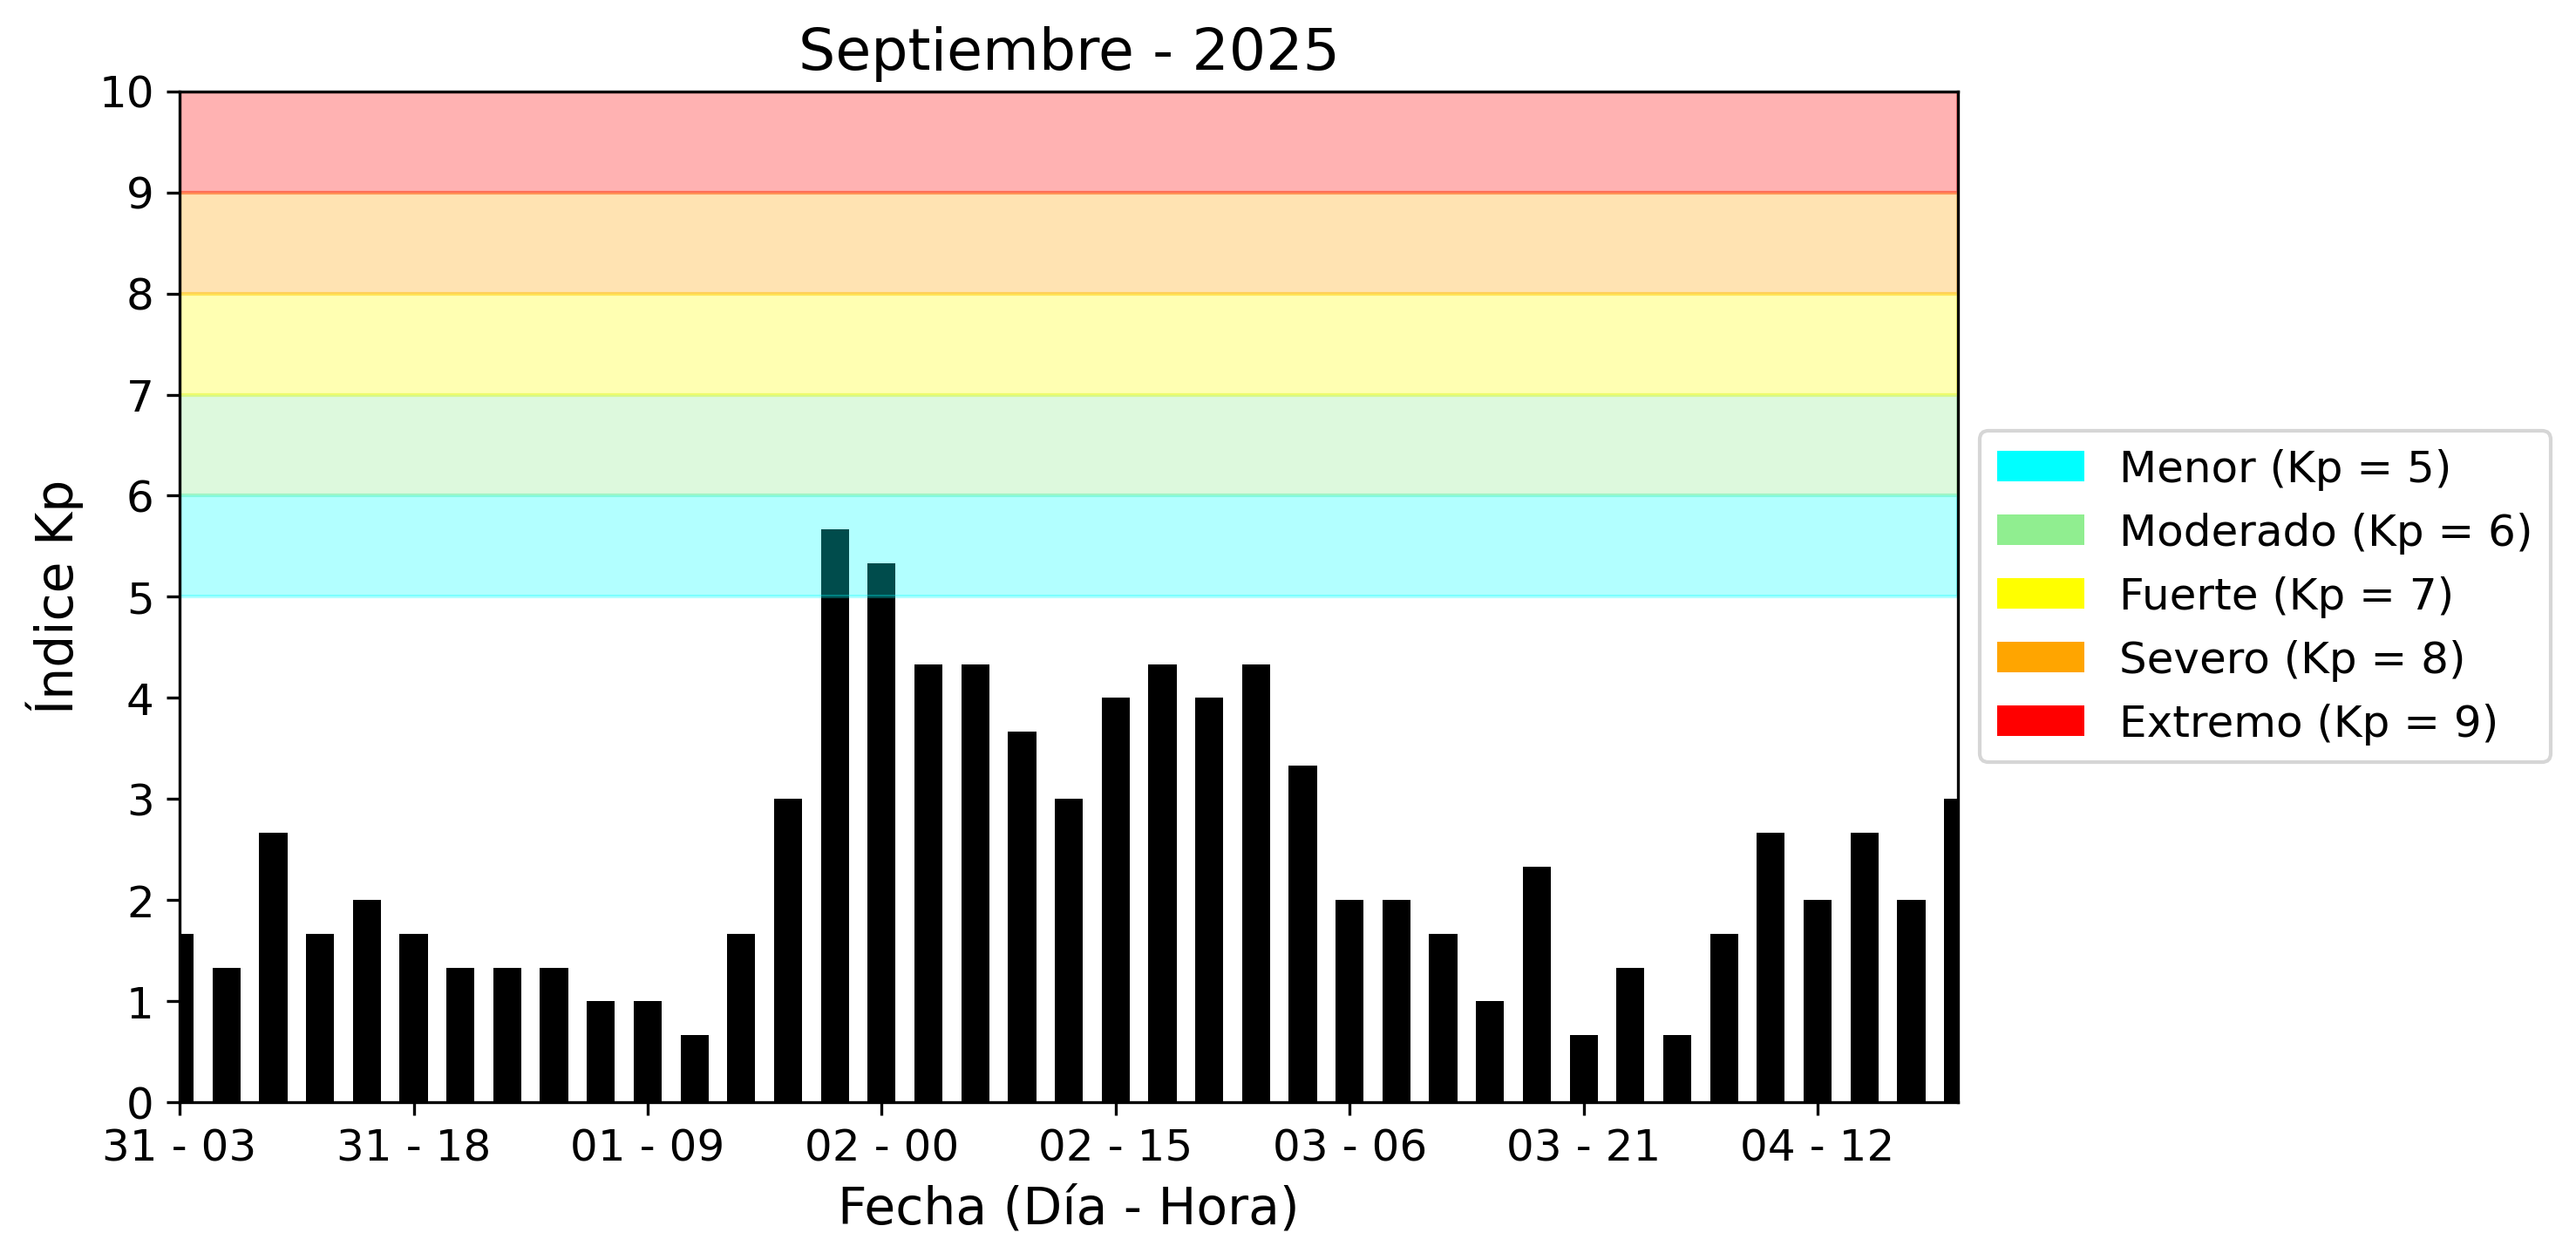 Septiembre - 2025
10
9
8
7
6
5
4
3
2
1
0
Índice Kp
31 - 03
31 - 18
01 - 09
02 - 00
02 - 15
03 - 06
03 - 21
04 - 12
Fecha (Día - Hora)
Menor (Kp = 5)
Moderado (Kp = 6)
Fuerte (Kp = 7)
Severo (Kp = 8)
Extremo (Kp = 9)